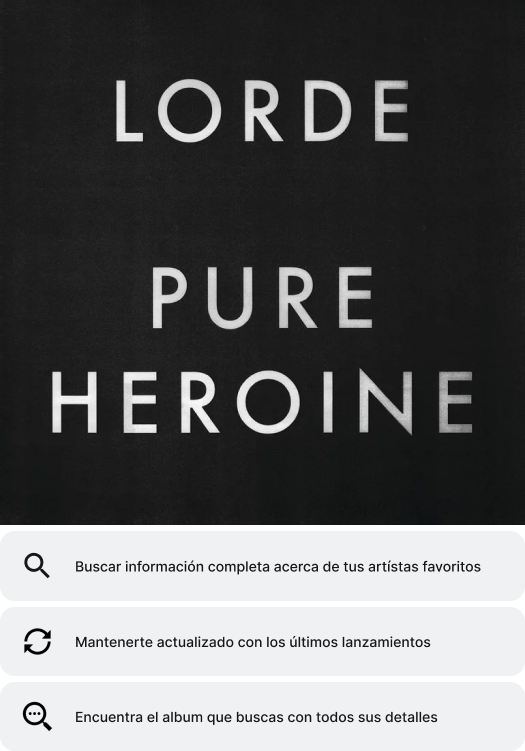 LORDE
PURE
HEROINE
Buscar información completa acerca de tus artístas favoritos
Mantenerte actualizado con los últimos lanzamientos
Encuentra el album que buscas con todos sus detalles